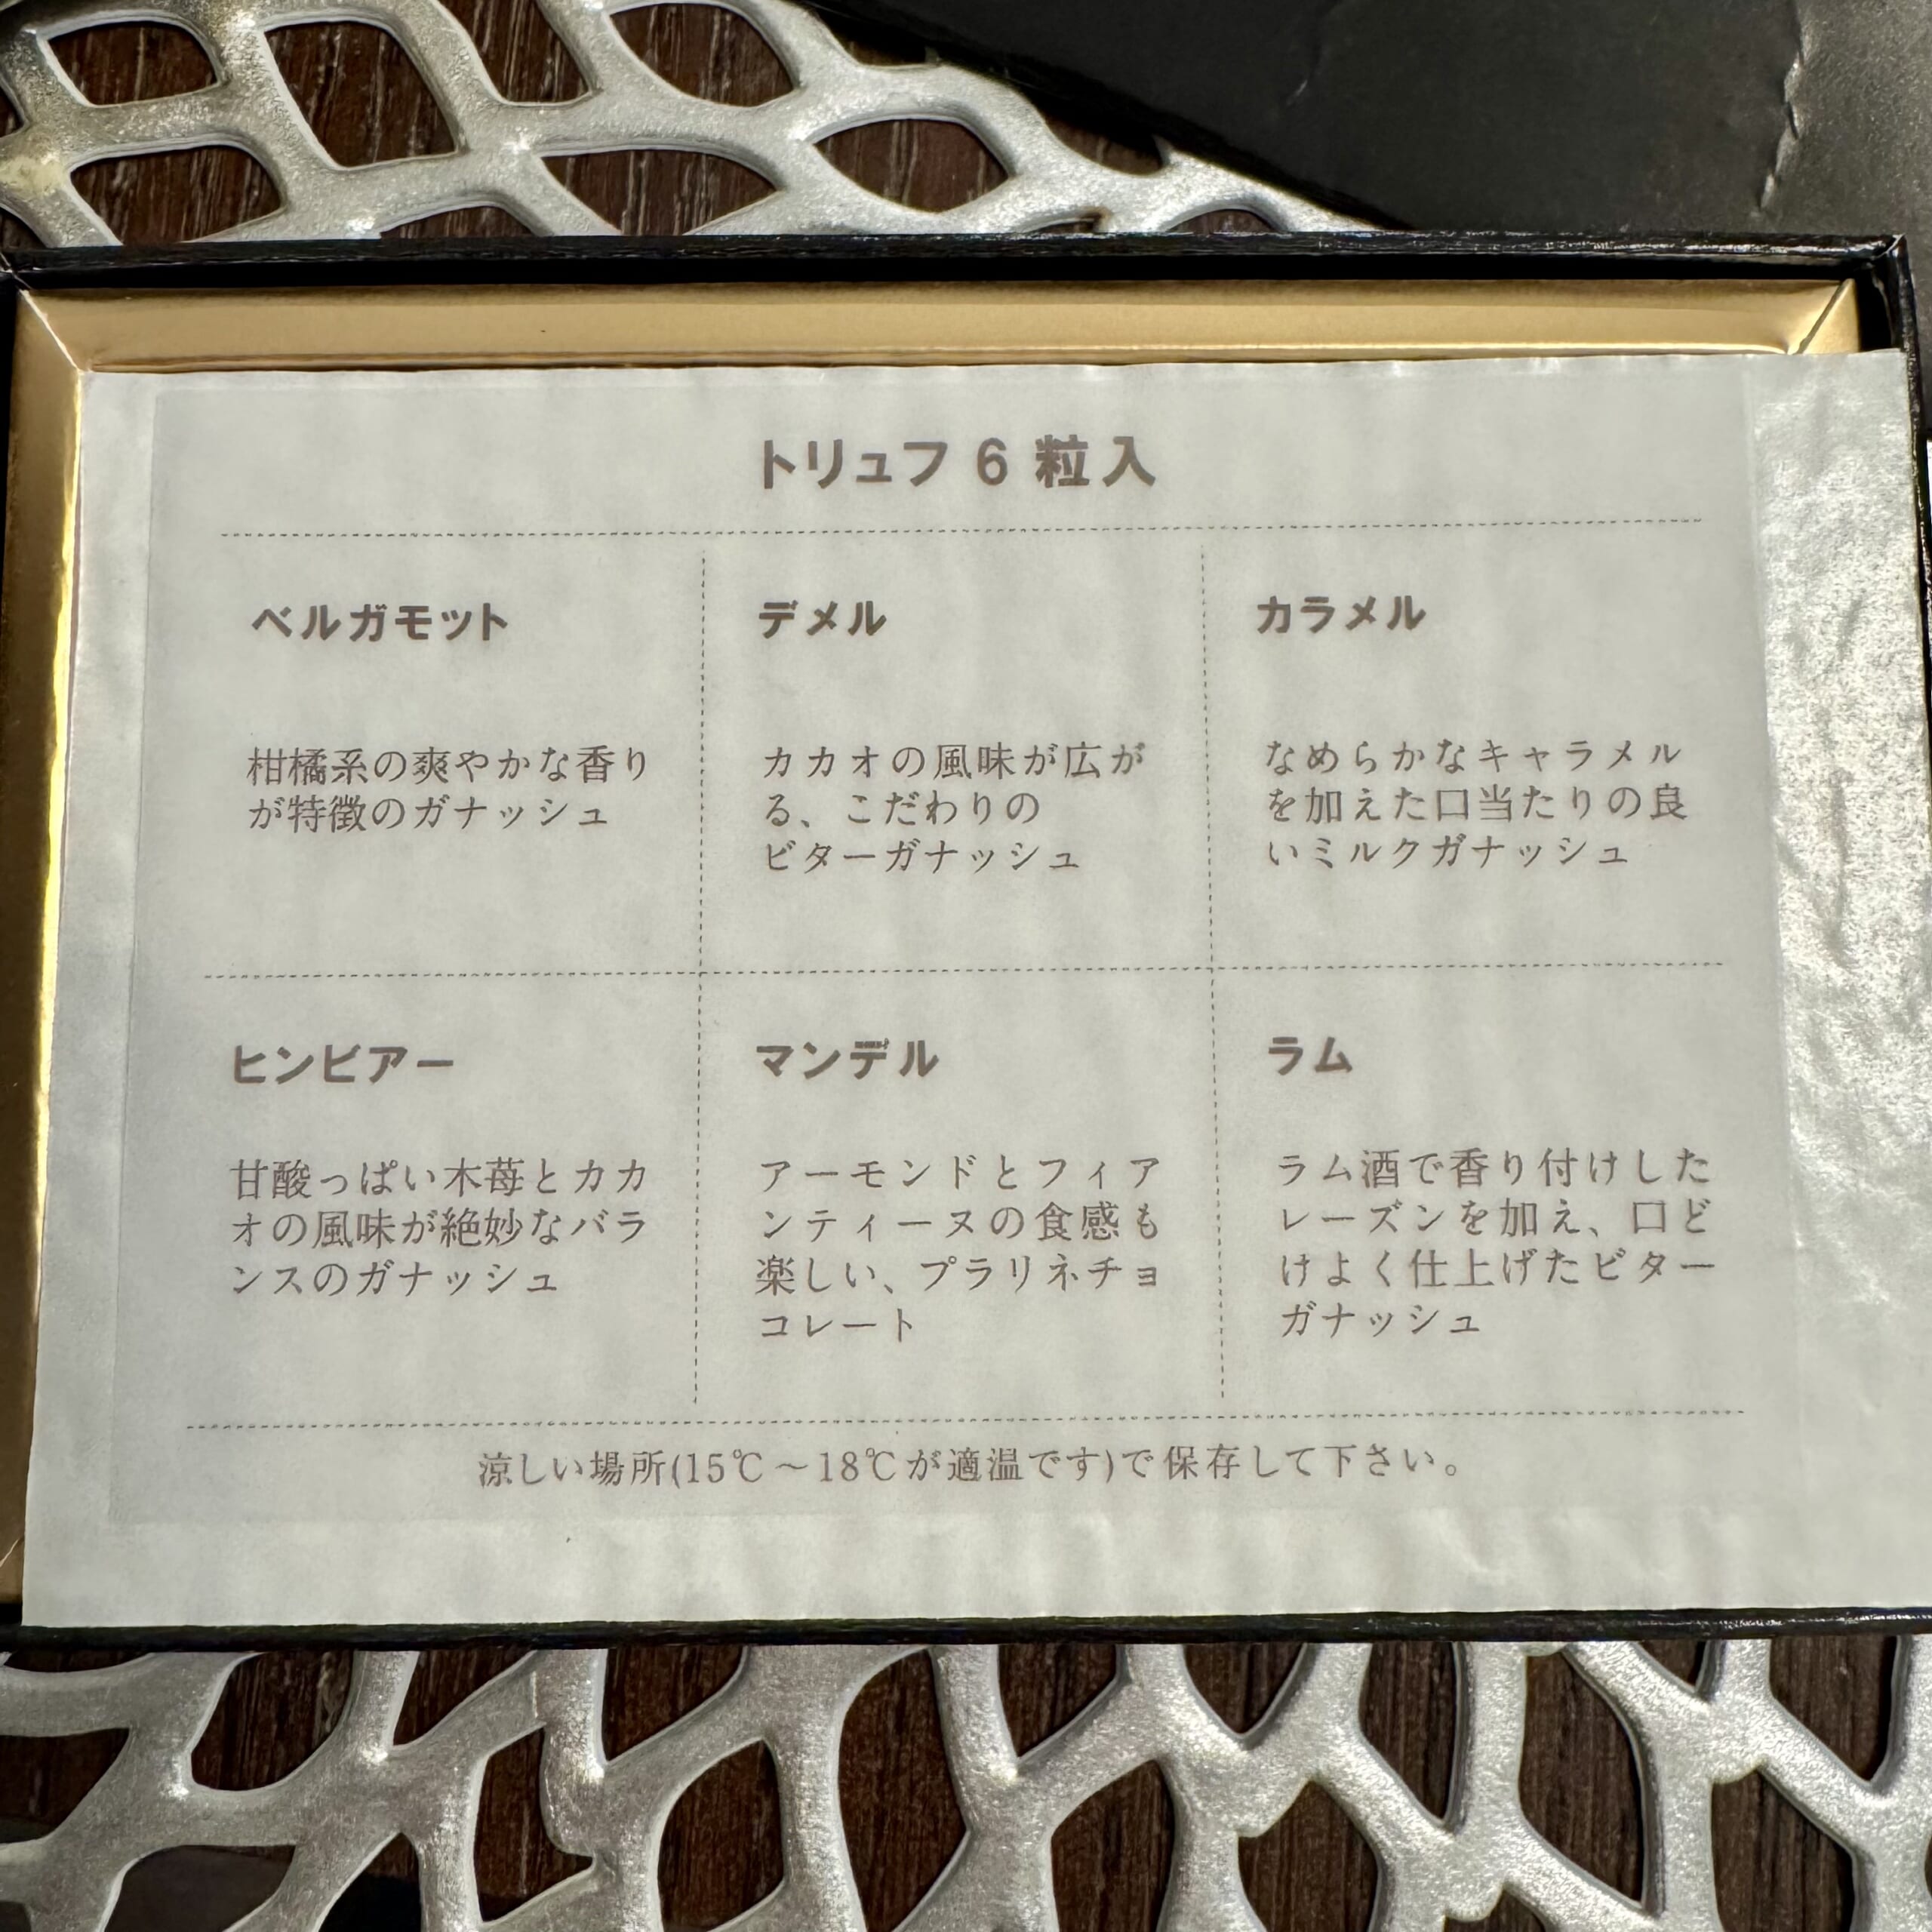 トリュフ 6 粒入
ベルガモット
柑橘系の爽やかな香り
が特徴のガナッシュ
デメル
カカオの風味が広が
る、こだわりの
ビターガナッシュ
カラメル
なめらかなキャラメル
を加えた口当たりの良
いミルクガナッシュ
ヒンビアー
甘酸っぱい木苺とカカ
オの風味が絶妙なバラ
ンスのガナッシュ
マンデル
アーモンドとフィア
ンティーヌの食感も
楽しい、プラリネチョ
コレート
ラム
ラム酒で香り付けした
レーズンを加え、口ど
けよく仕上げたビター
ガナッシュ
涼しい場所(15℃～18℃が適温です)で保存して下さい。